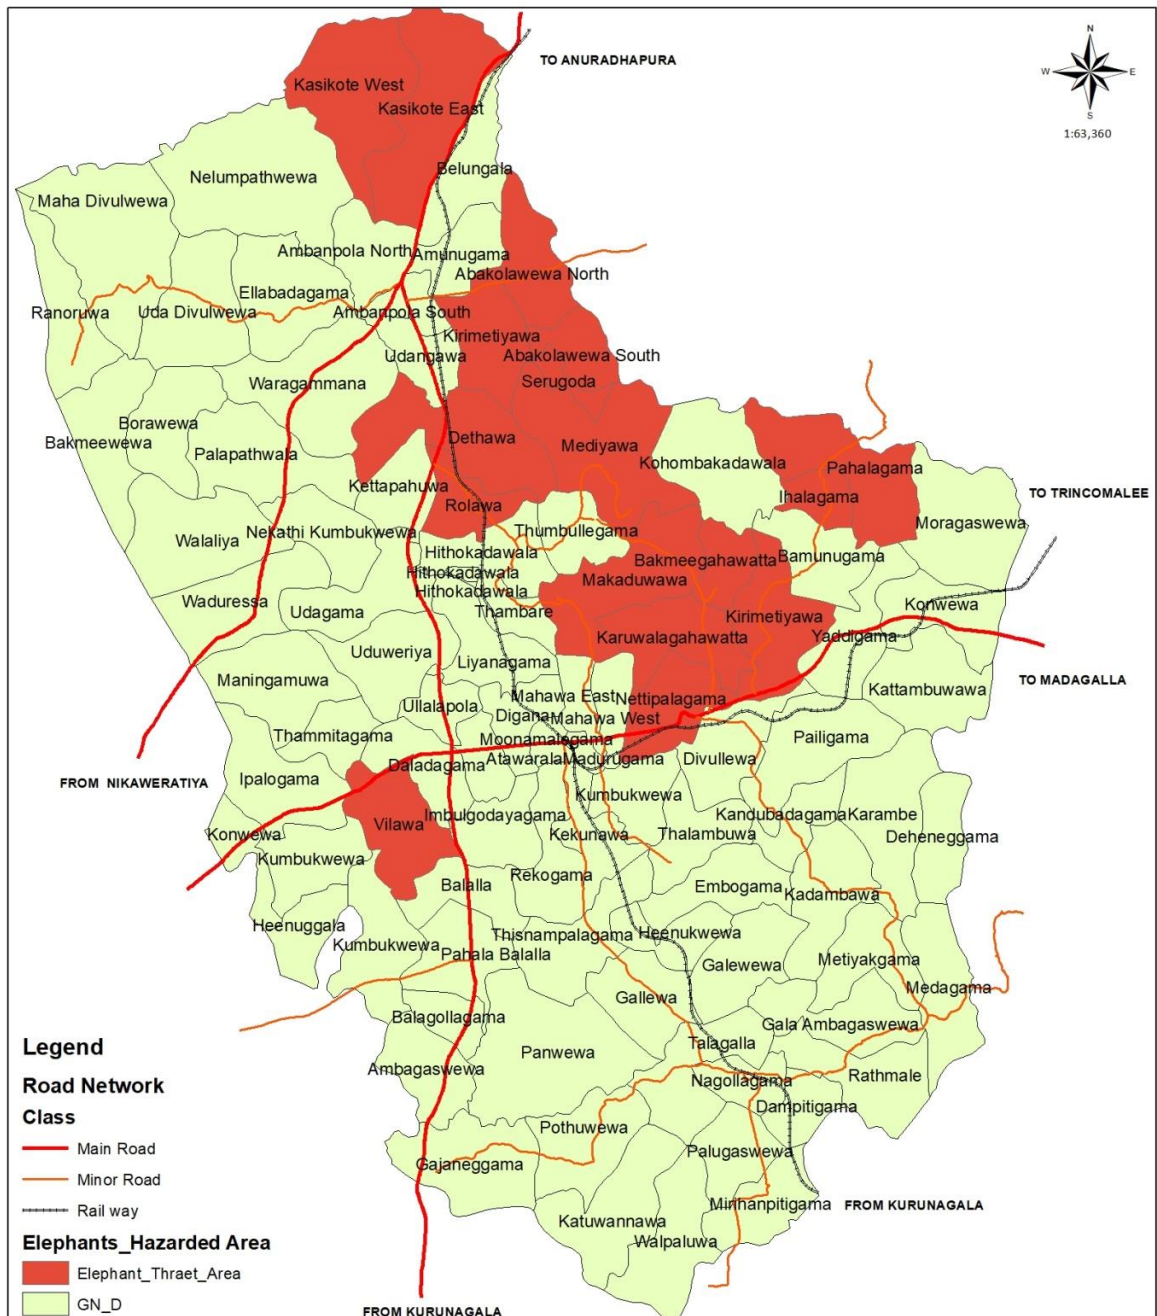 N
W
E
S
1:63,360
TO ANURADHAPURA
Kasikote West
Kasikote East
Belungala
Nelumpathwewa
Maha Divulwewa
Ambanpola North
Amunugama
Abakolawewa North
Ellabadagama
Ranoruwa
Uda Divulwewa
Ambanpola South
Kirimetiyawa
Udangawa
Abakolawewa South
Serugoda
Waragammana
Borawewa
Bakmeewewa
Palapathwala
Dethawa
Mediyawa
Kohombakadawala
Pahalagama
Ihalagama
Kettapahuwa
Rolawa
TO TRINCOMALEE
Moragaswewa
Walaliya
Nekathi Kumbukwewa
Thumbullegama
Hithokadawala
Bakmeegahawatta
Bamunugama
Hithokadawala
Makaduwawa
Hithokadawala
Waduressa
Udagama
Thambare
Kirimetiyawa
Konwewa
Karuwalagahawatta
Yaddigama
Uduweriya
Liyanagama
Maningamuwa
TO MADAGALLA
Kattambuwawa
Mahawa East
Nettipalagama
Ullalapola
Digana
Mahawa West
Thammitagama
Moonamalegama
Pailigama
Daladagama
Atawarala
Madurugama
Divullewa
FROM NIKAWERATIYA
Ipalogama
Kumbukwewa
Imbulgodayagama
Kandubadagama
Karambe
Vilawa
Konwewa
Kekunawa
Thalambuwa
Deheneggama
Kumbukwewa
Rekogama
Balalla
Embogama
Kadambawa
Heenuggala
Kumbukwewa
Thisnampalagama
Heenukwewa
Pahala Balalla
Galewewa
Metiyakgama
Medagama
Gallewa
Balagollagama
Gala Ambagaswewa
Talagalla
Panwewa
Ambagaswewa
Nagollagama
Rathmale
Dampitigama
Pothuwewa
Palugaswewa
Gajaneggama
Mirihanpitigama
FROM KURUNAGALA
Katuwannawa
Walpaluwa
FROM KURUNAGALA
Legend
Road Network
Class
Main Road
Minor Road
Rail way
Elephants_Hazarded Area
Elephant_Thraet_Area
GN_D